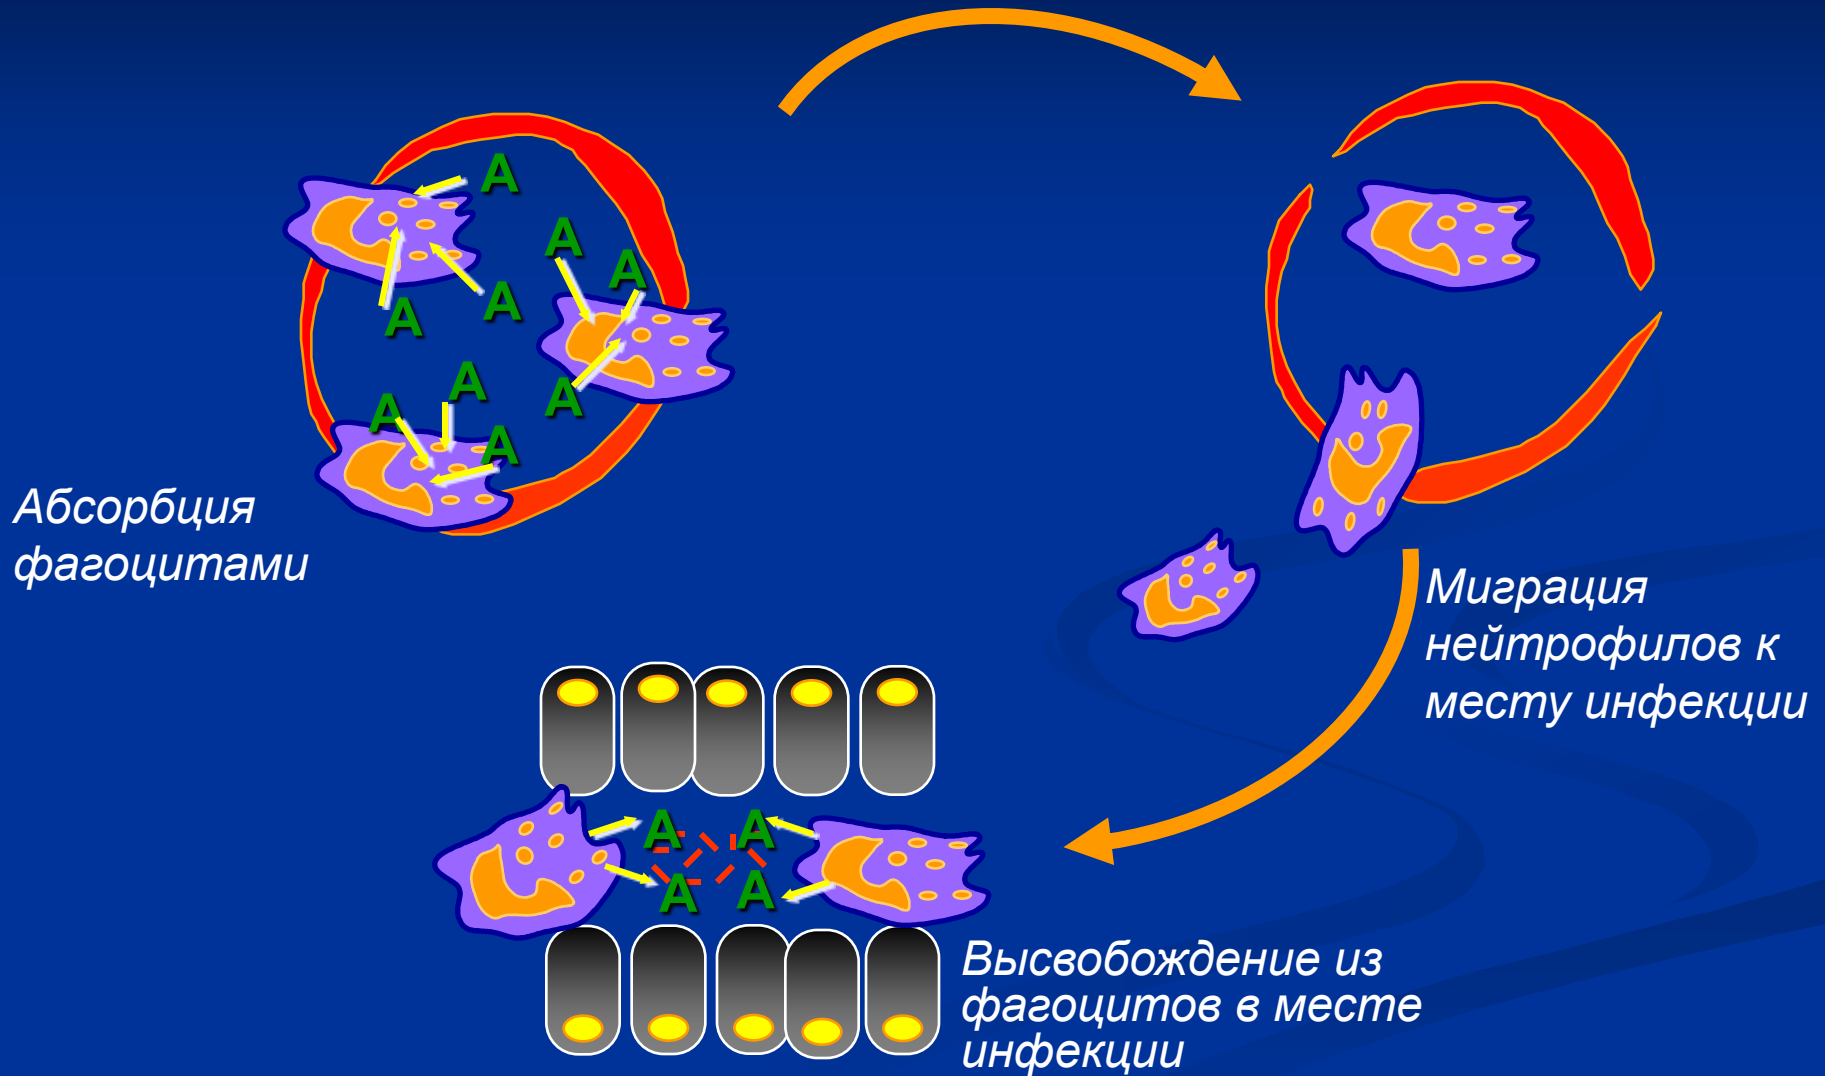 А
А
А
А
А
А
А
А
А
Абсорбция
фагоцитами
Миграция
нейтрофилов к
месту инфекции
А
А
А
А
Высвобождение из
фагоцитов в месте
инфекции